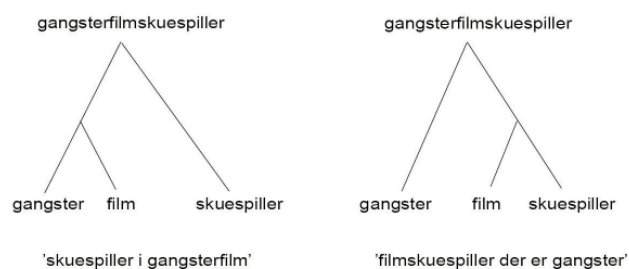 gangsterfilmskuespiller gangsterfilmskuespiller
gangster film skuespiller gangster film skuespiller
'skuespiller i gangsterfilm' 'filmskuespiller der er gangster'